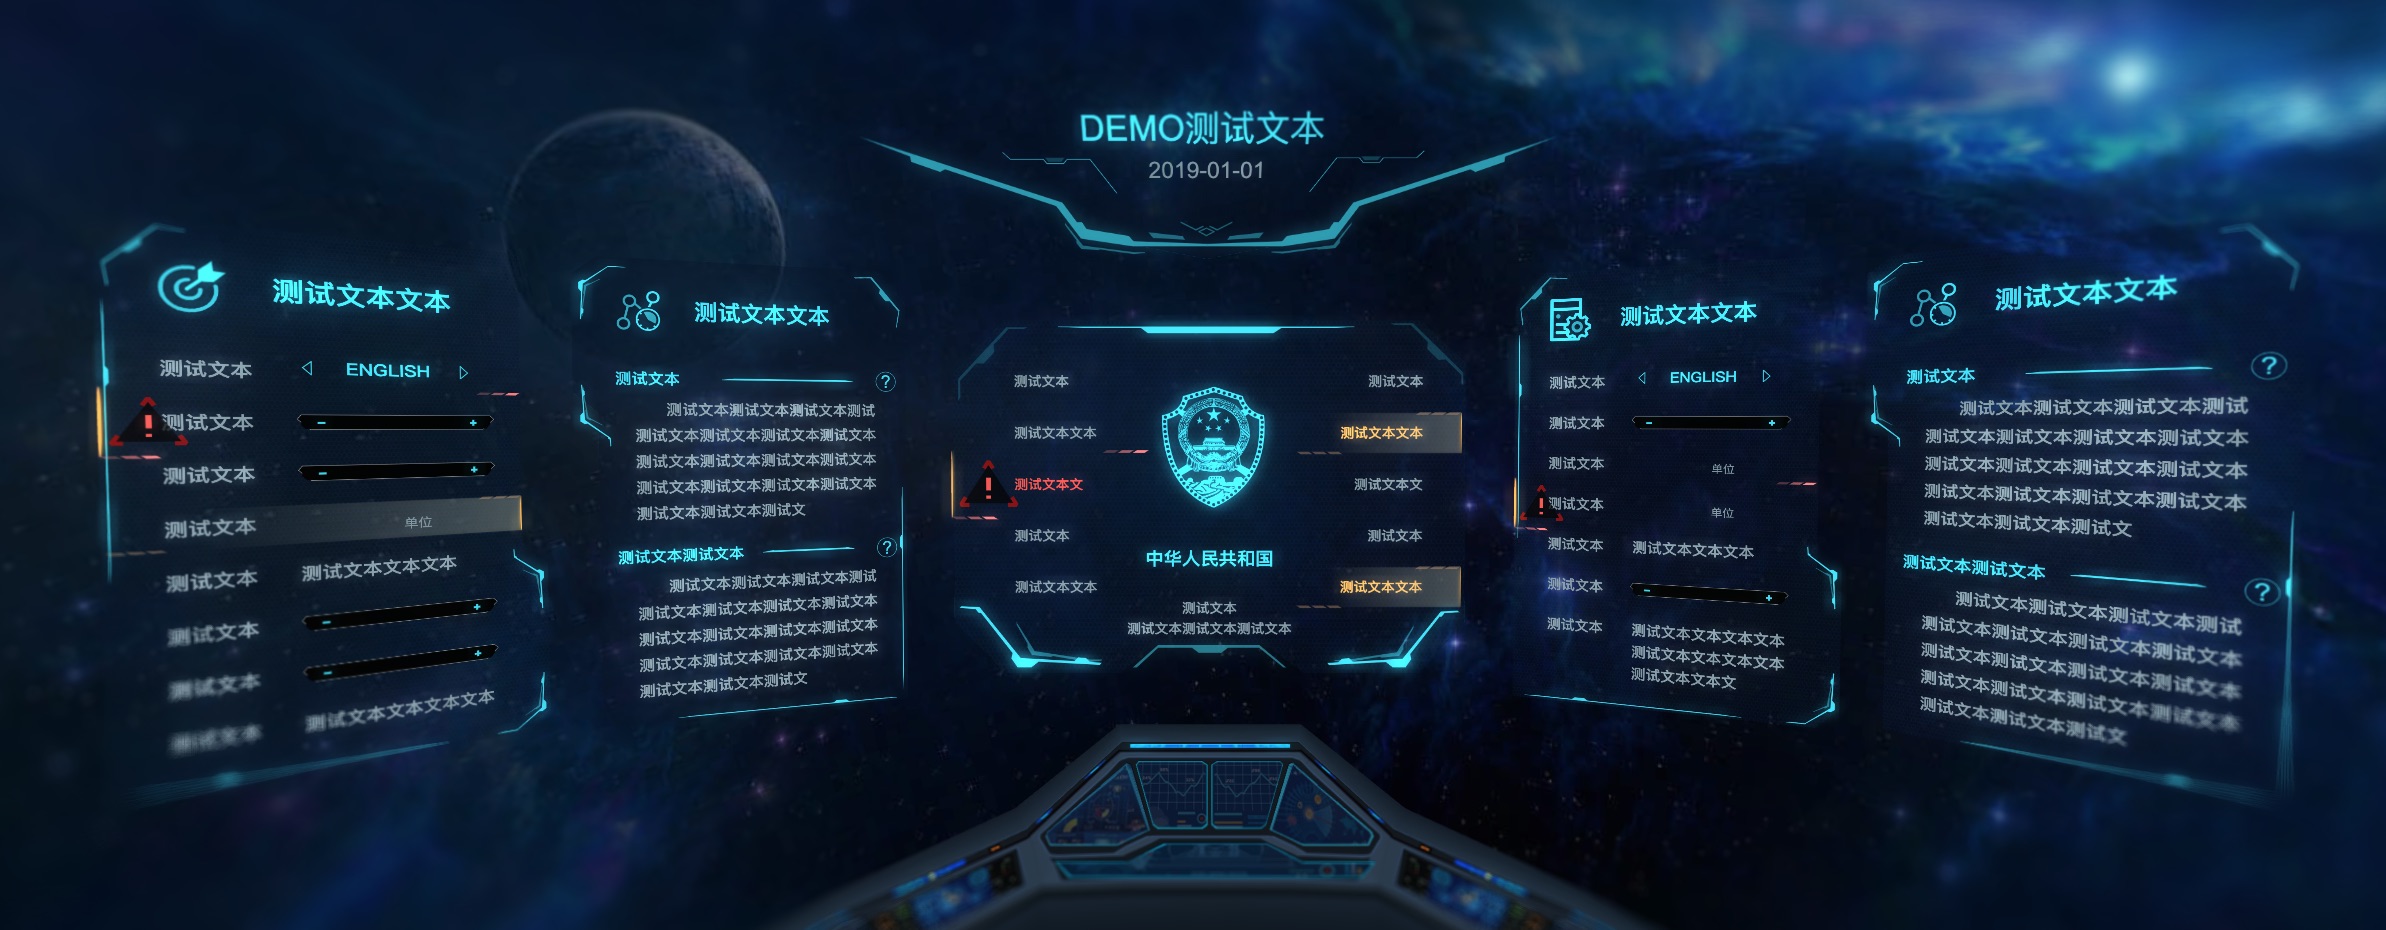 DEMO测试文本
2019-01-01
测试文本文本
测试文本 ENGLISH
测试文本
测试文本
测试文本 单位
测试文本 测试文本文本文本
测试文本
测试文本
测试文本 测试文本文本文本文本
测试文本文本
测试文本
测试文本测试文本测试文本测试
测试文本测试文本测试文本测试文本
测试文本测试文本测试文本测试文本
测试文本测试文本测试文本测试文本
测试文本测试文本测试文
测试文本测试文本
测试文本测试文本测试文本测试
测试文本测试文本测试文本测试文本
测试文本测试文本测试文本测试文本
测试文本测试文本测试文本测试文本
测试文本测试文本测试文
测试文本
测试文本文本
测试文本文
测试文本
测试文本文本
中华人民共和国
测试文本
测试文本测试文本测试文本
测试文本
测试文本文本
测试文本文
测试文本
测试文本文本
测试文本文本
测试文本 ENGLISH
测试文本
测试文本 单位
测试文本 单位
测试文本 测试文本文本文本
测试文本
测试文本 测试文本文本文本文本
测试文本文本文本文本
测试文本文本文
测试文本文本
测试文本
测试文本测试文本测试文本测试
测试文本测试文本测试文本测试文本
测试文本测试文本测试文本测试文本
测试文本测试文本测试文本测试文本
测试文本测试文本测试文
测试文本测试文本
测试文本测试文本测试文本测试
测试文本测试文本测试文本测试文本
测试文本测试文本测试文本测试文本
测试文本测试文本测试文本测试文本
测试文本测试文本测试文